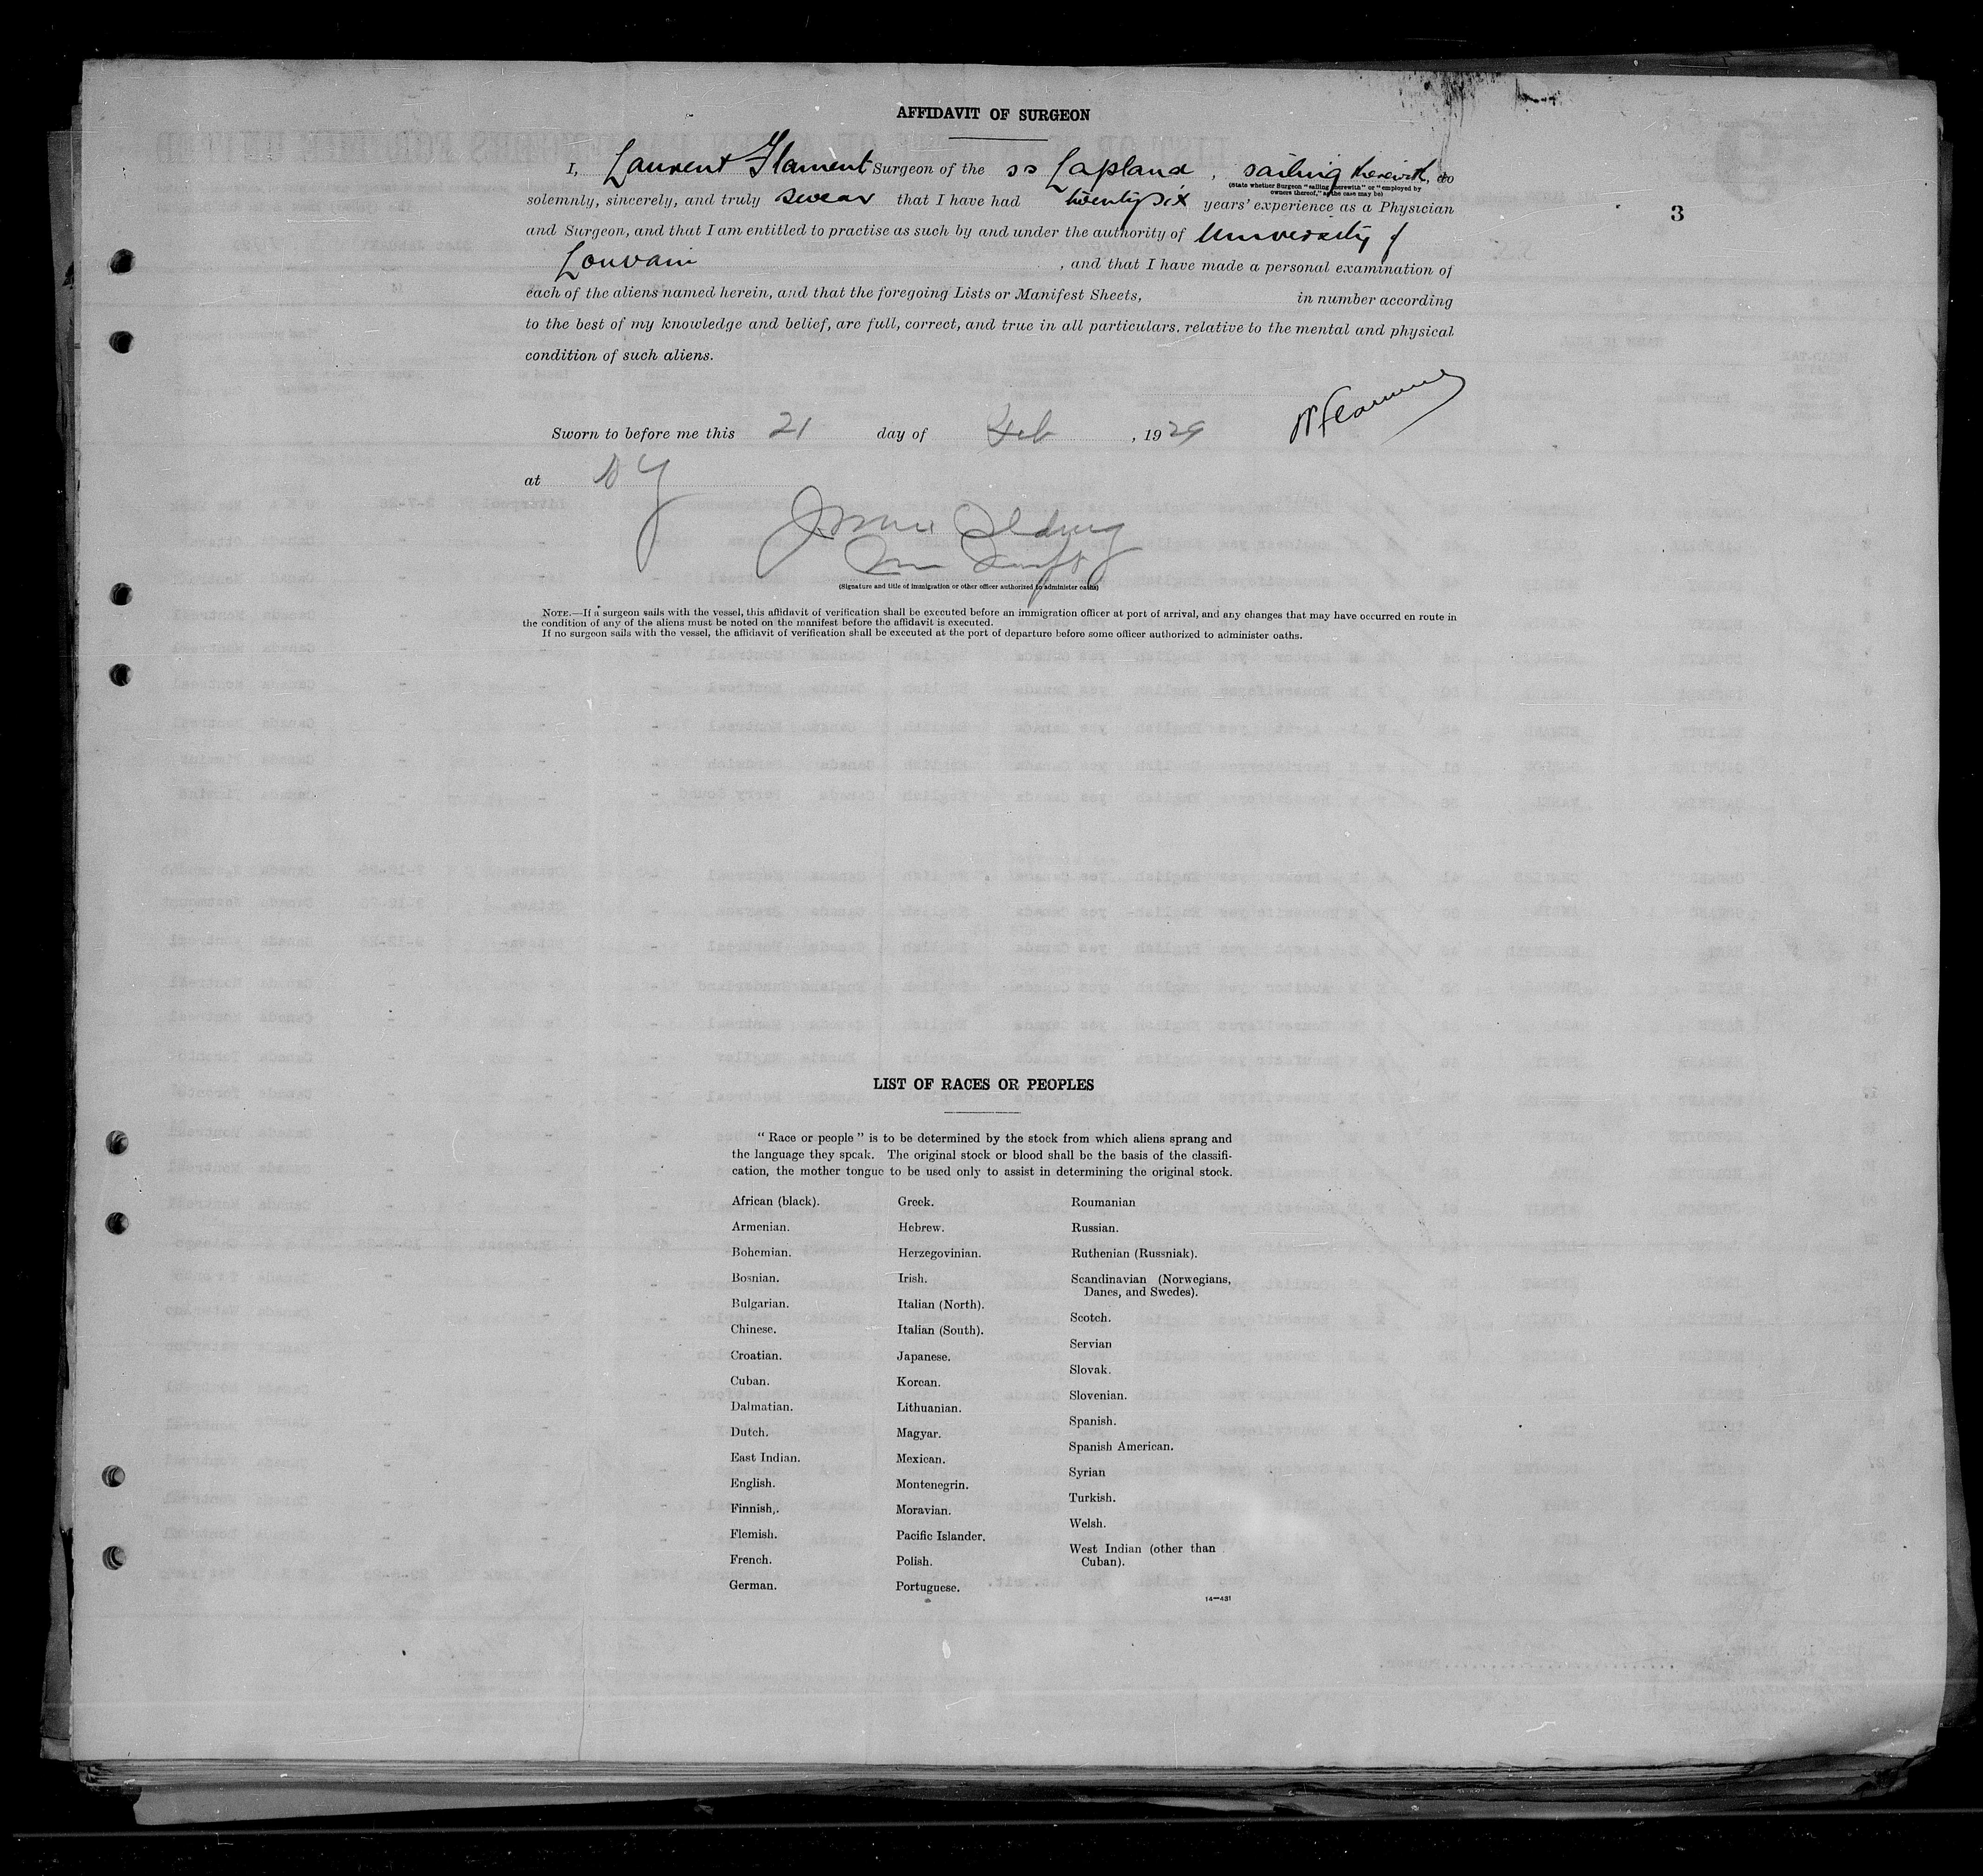 AFFIDAVIT OF SURGEON
I, Laurent Flament Surgeon of the ss Lapland, sailing therewith, do
(State whether Surgeon "sailing therewith" or "employed by
owners thereof," as the case may be)
solemnly, sincerely, and truly swear that I have had twenty six years' experience as a Physician
and Surgeon, and that I am entitled to practise as such by and under the authority of University of
Louvain , and that I have made a personal examination of
each of the aliens named herein, and that the foregoing Lists or Manifest Sheets, in number according
to the best of my knowledge and belief, are full, correct, and true in all particulars, relative to the mental and physical
condition of such aliens.
Sworn to before me this 21 day of Feb , 1929
at NY
(Signature and title of immigration or other officer authorized to administer oaths)
NOTE.—If a surgeon sails with the vessel, this affidavit of verification shall be executed before an immigration officer at port of arrival, and any changes that may have occurred en route in
the condition of any of the aliens must be noted on the manifest before the affidavit is executed.
If no surgeon sails with the vessel, the affidavit of verification shall be executed at the port of departure before some officer authorized to administer oaths.
3
LIST OF RACES OR PEOPLES
"Race or people" is to be determined by the stock from which aliens sprang and
the language they speak. The original stock or blood shall be the basis of the classifi-
cation, the mother tongue to be used only to assist in determining the original stock.
African (black).
Armenian.
Bohemian.
Bosnian.
Bulgarian.
Chinese.
Croatian.
Cuban.
Dalmatian.
Dutch.
East Indian.
English.
Finnish,.
Flemish.
French.
German.
Greek.
Hebrew.
Herzegovinian.
Irish.
Italian (North).
Italian (South).
Japanese.
Korean.
Lithuanian.
Magyar.
Mexican.
Montenegrin.
Moravian.
Pacific Islander.
Polish.
Portuguese.
Roumanian
Russian.
Ruthenian (Russniak).
Scandinavian (Norwegians,
Danes, and Swedes).
Scotch.
Servian
Slovak.
Slovenian.
Spanish.
Spanish American.
Syrian
Turkish.
Welsh.
West Indian (other than
Cuban).
14—431